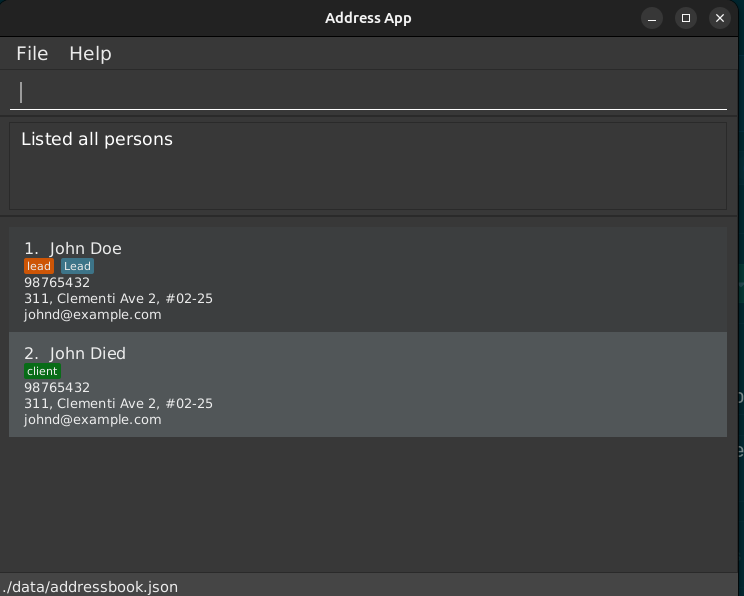 Address App
File Help
Listed all persons
1. John Doe
lead Lead
98765432
311, Clementi Ave 2, #02-25
johnd@example.com
2. John Died
client
98765432
311, Clementi Ave 2, #02-25
johnd@example.com
./data/addressbook.json